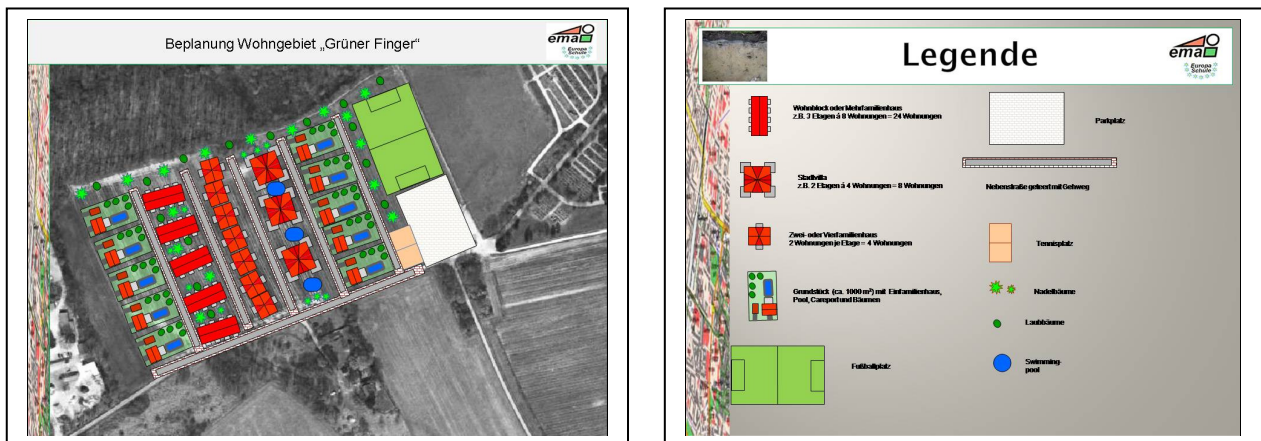 Beplanung Wohngebiet „Grüner Finger“
ema
Europa
Schule
Legende
ema
Europa
Schule
Wohnblock oder Mehrfamilienhaus
z.B. 3 Etagen á 8 Wohnungen = 24 Wohnungen
Parkplatz
Stadtvilla
z.B. 2 Etagen á 4 Wohnungen = 8 Wohnungen
Nebenstraße geteert mit Gehweg
Zwei- oder Vierfamilienhaus
2 Wohnungen je Etage = 4 Wohnungen
Tennisplatz
Grundstück (ca. 1000 m²) mit Einfamilienhaus,
Pool, Careport und Bäumen
Nadelbäume
Laubbäume
Fußballplatz
Swimming-
pool